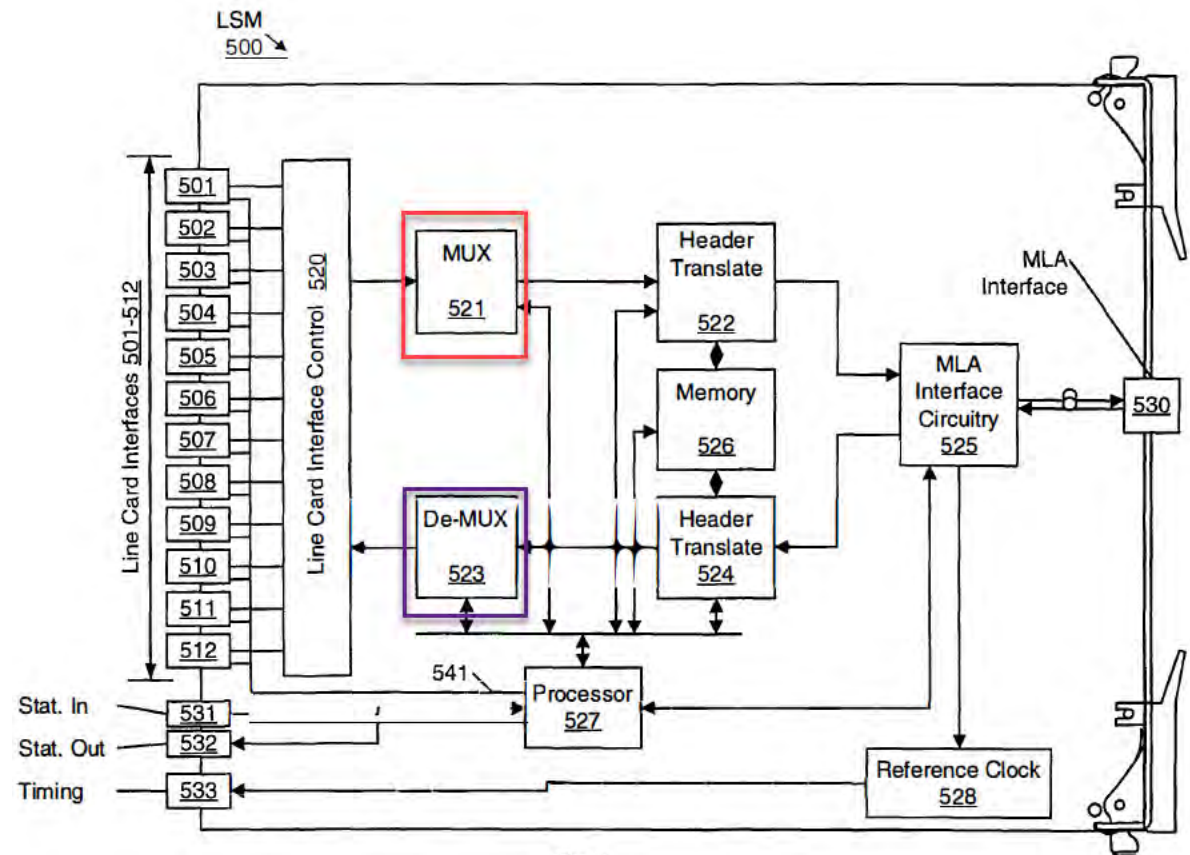 LSM
500
Line Card Interfaces 501-512
501
502
503
504
505
506
507
508
509
510
511
512
Line Card Interface Control 520
MUX
521
Header
Translate
522
Memory
526
De-MUX
523
Header
Translate
524
MLA
Interface
Circuitry
525
MLA
Interface
530
541
Processor
527
Stat. In
531
Stat. Out
532
Timing
533
Reference Clock
528